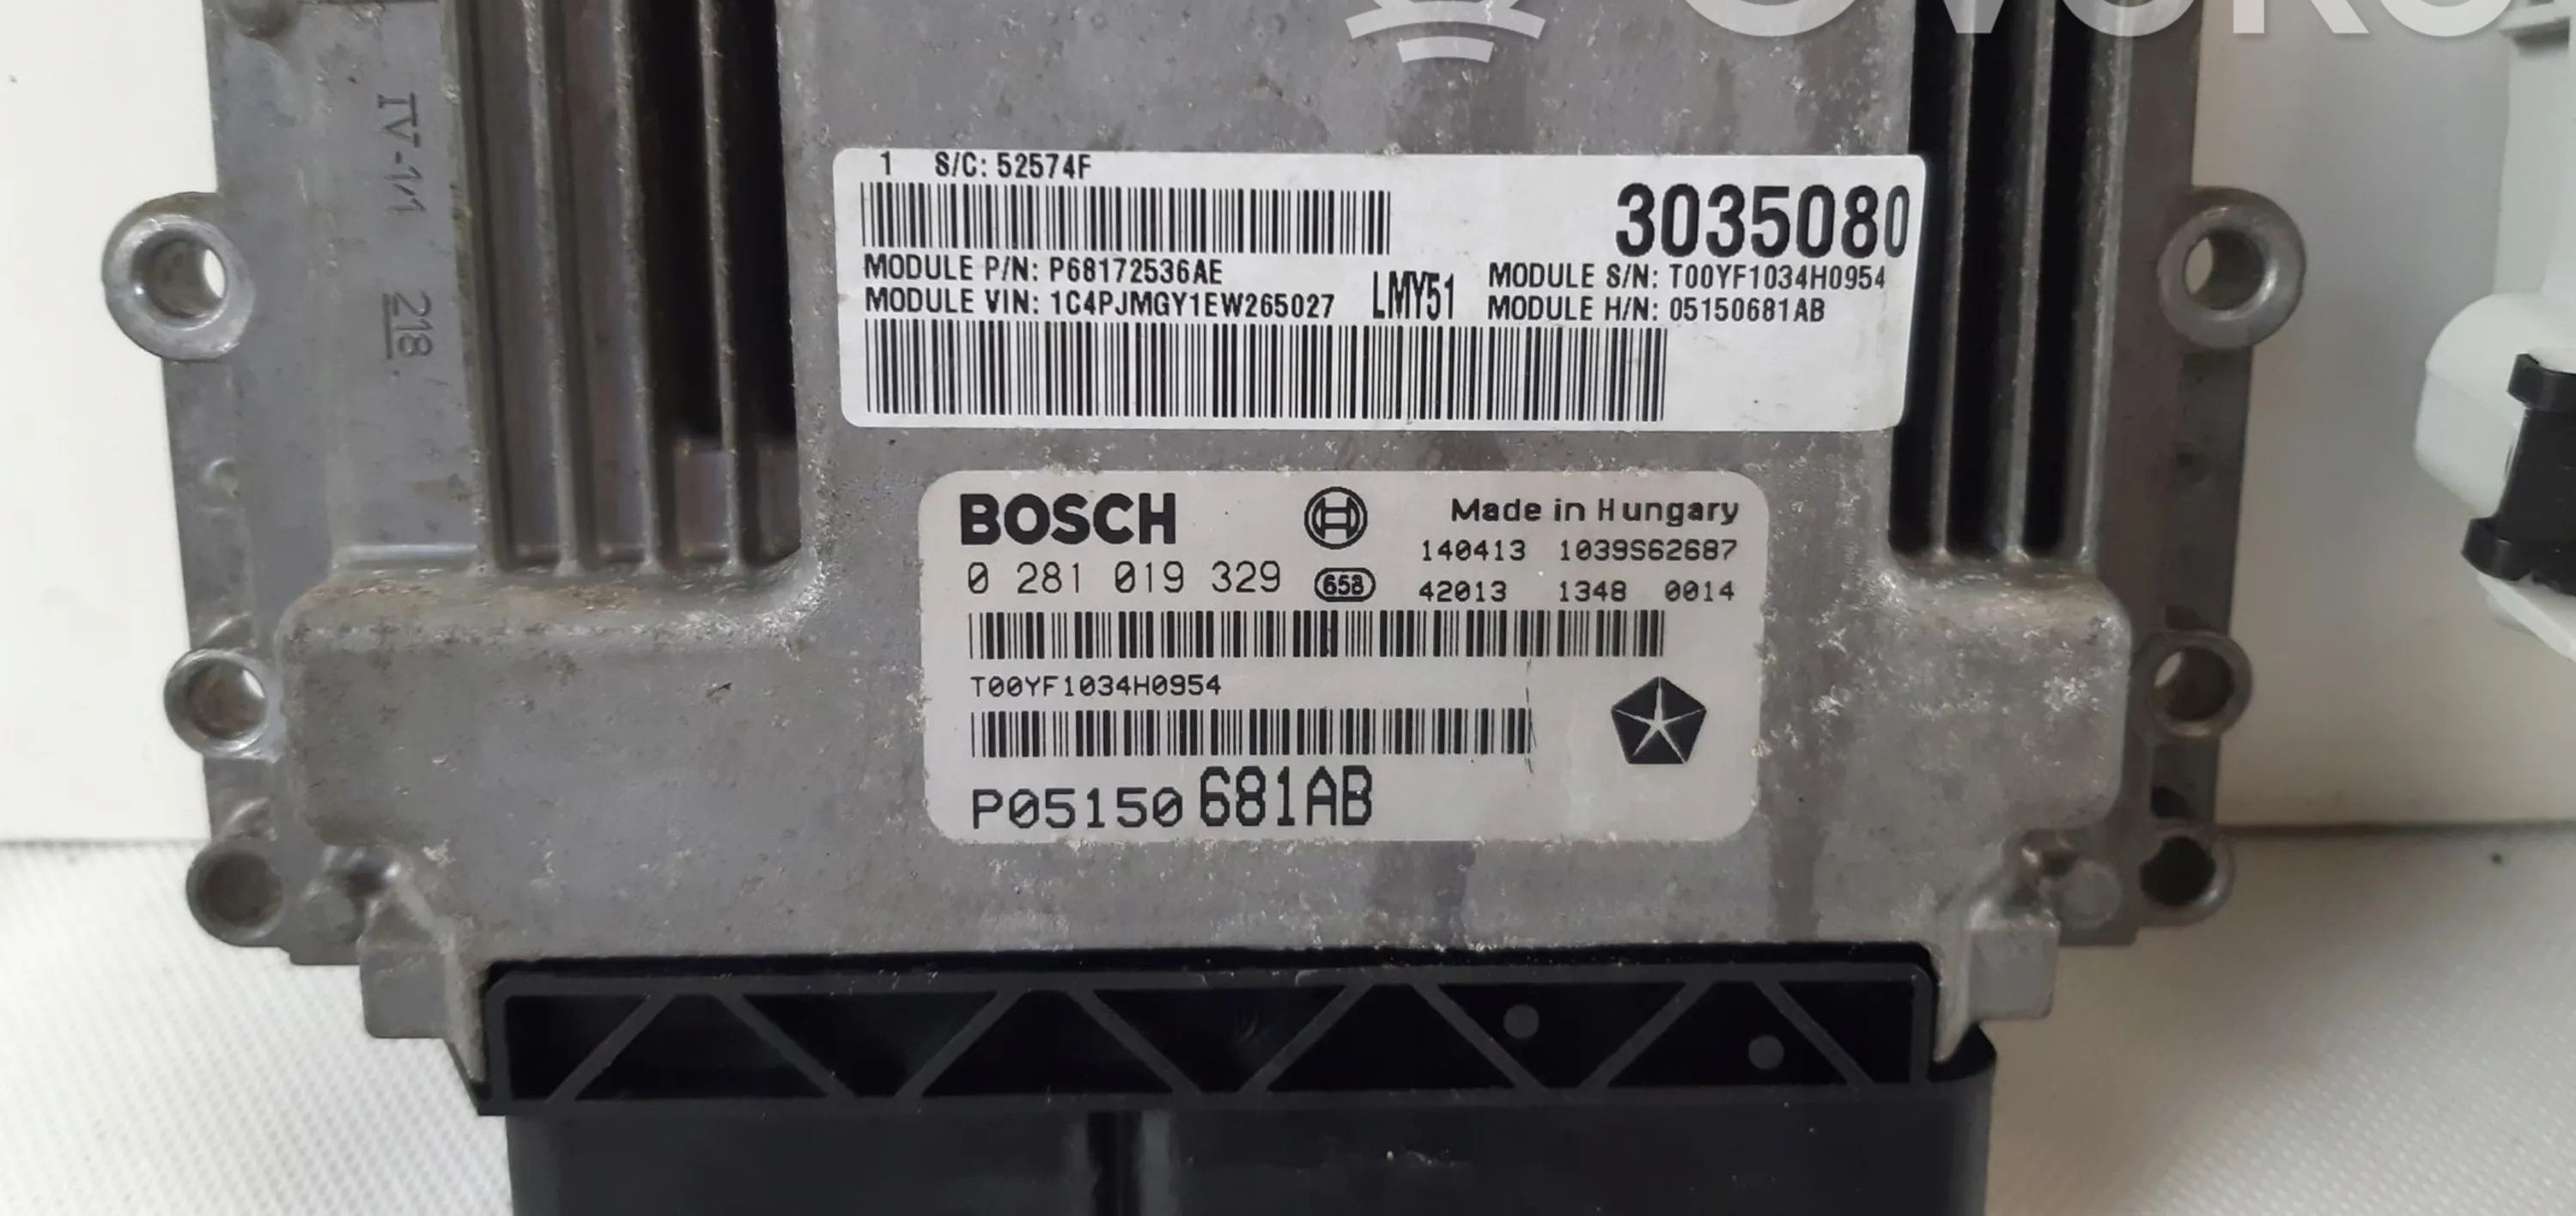 TV-11
218
1 S/C: 52574F
3035080
MODULE P/N: P68172536AE
MODULE VIN: 1C4PJMGY1EW265027
LMY51
MODULE S/N: T00YF1034H0954
MODULE H/N: 05150681AB
BOSCH
Made in Hungary
140413 1039S62687
0 281 019 329
658
42013 1348 0014
T00YF1034H0954
P05150681AB